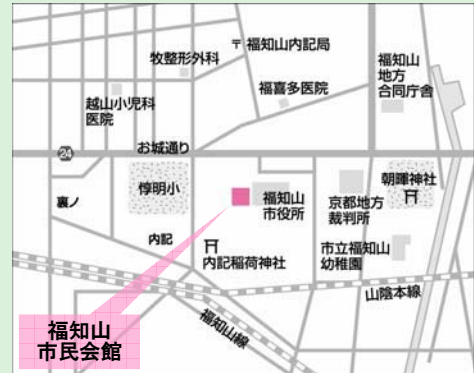 〒福知山内記局
牧整形外科
福知山
地方
合同庁舎
福喜多医院
越山小児科
医院
お城通り
24
惇明小
朝暉神社
福知山
市役所
京都地方
裁判所
裏ノ
内記
内記稲荷神社
市立福知山
幼稚園
山陰本線
福知山線
福知山
市民会館